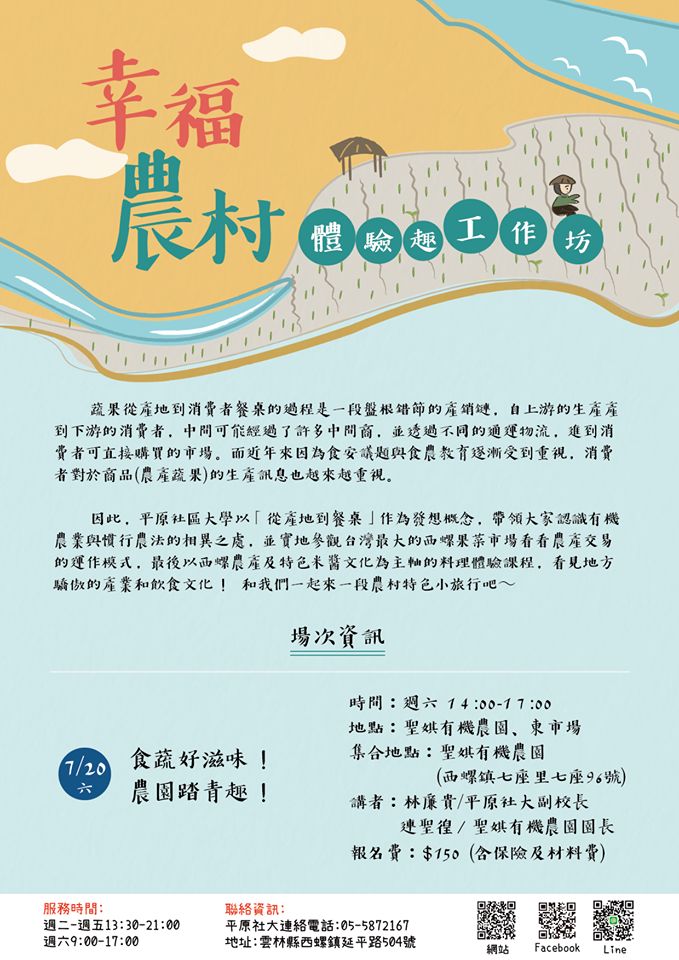 幸福
農村
體驗趣工作坊
蔬果從產地到消費者餐桌的過程是一段盤根錯節的產銷鏈，自上游的生產產
到下游的消費者，中間可能經過了許多中間商，並透過不同的通運物流，進到消
費者可直接購買的市場。而近年來因為食安議題與食農教育逐漸受到重視，消費
者對於商品(農產蔬果)的生產訊息也越來越重視。
因此，平原社區大學以「從產地到餐桌」作為發想概念，帶領大家認識有機
農業與慣行農法的相異之處，並實地參觀台灣最大的西螺果菜市場看看農產交易
的運作模式，最後以西螺農產及特色米醬文化為主軸的料理體驗課程，看見地方
驕傲的產業和飲食文化！ 和我們一起來一段農村特色小旅行吧～
場次資訊
7/20
六
食蔬好滋味！
農園踏青趣！
時間：週六 14:00-17:00
地點：聖娸有機農園、東市場
集合地點：聖娸有機農園
(西螺鎮七座里七座96號)
講者：林廉貴/平原社大副校長
連聖徨 / 聖娸有機農園園長
報名費：$150 (含保險及材料費)
服務時間:
週二-週五13:30-21:00
週六9:00-17:00
聯絡資訊:
平原社大連絡電話:05-5872167
地址:雲林縣西螺鎮延平路504號
網站
Facebook
Line